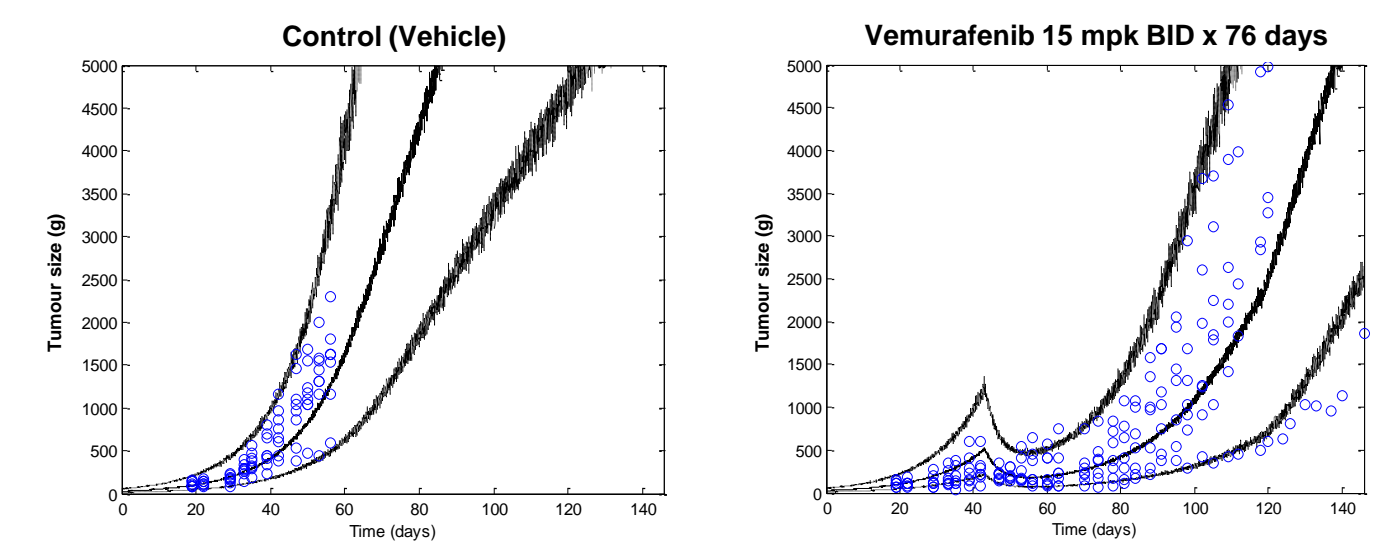 Control (Vehicle)
5000
4500
4000
3500
3000
2500
2000
1500
1000
500
0
Tumour size (g)
0 20 40 60 80 100 120 140
Time (days)
Vemurafenib 15 mpk BID x 76 days
5000
4500
4000
3500
3000
2500
2000
1500
1000
500
0
Tumour size (g)
0 20 40 60 80 100 120 140
Time (days)